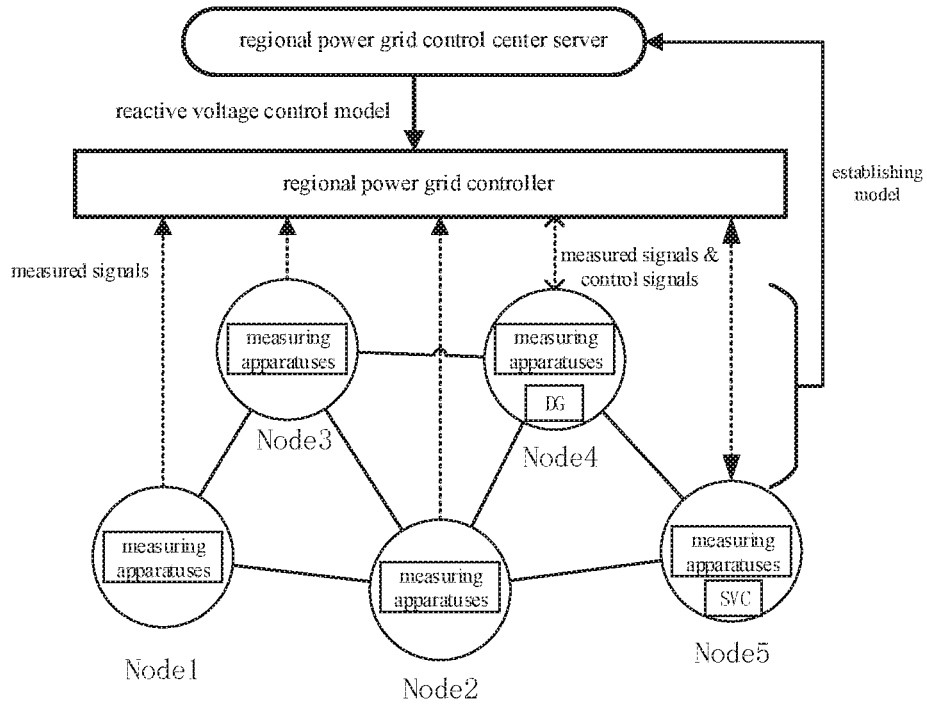 regional power grid control center server
reactive voltage control model
regional power grid controller
establishing
model
measured signals
measured signals &
control signals
measuring
apparatuses
Node3
measuring
apparatuses
DG
Node4
measuring
apparatuses
Node1
measuring
apparatuses
Node2
measuring
apparatuses
SVC
Node5